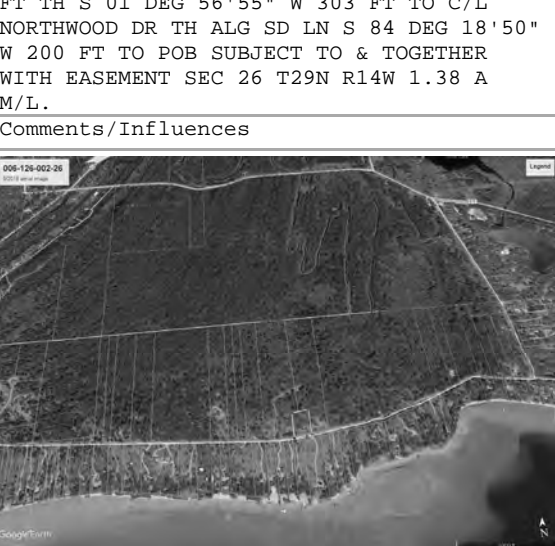 FT TH S 01 DEG 56'55" W 303 FT TO C/L
NORTHWOOD DR TH ALG SD LN S 84 DEG 18'50"
W 200 FT TO POB SUBJECT TO & TOGETHER
WITH EASEMENT SEC 26 T29N R14W 1.38 A
M/L.
Comments/Influences
006-126-002-26
Legend
Google Earth
N